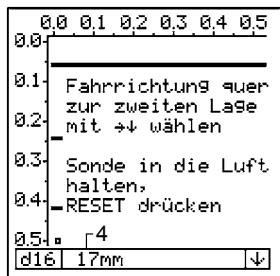 0.0 0.1 0.2 0.3 0.4 0.5
0.0
0.1
Fahrrichtung quer
zur zweiten Lage
0.2
mit →↓ wählen
0.3
Sonde in die Luft
halten,
0.4
RESET drücken
0.5
4
d16 17mm ↓